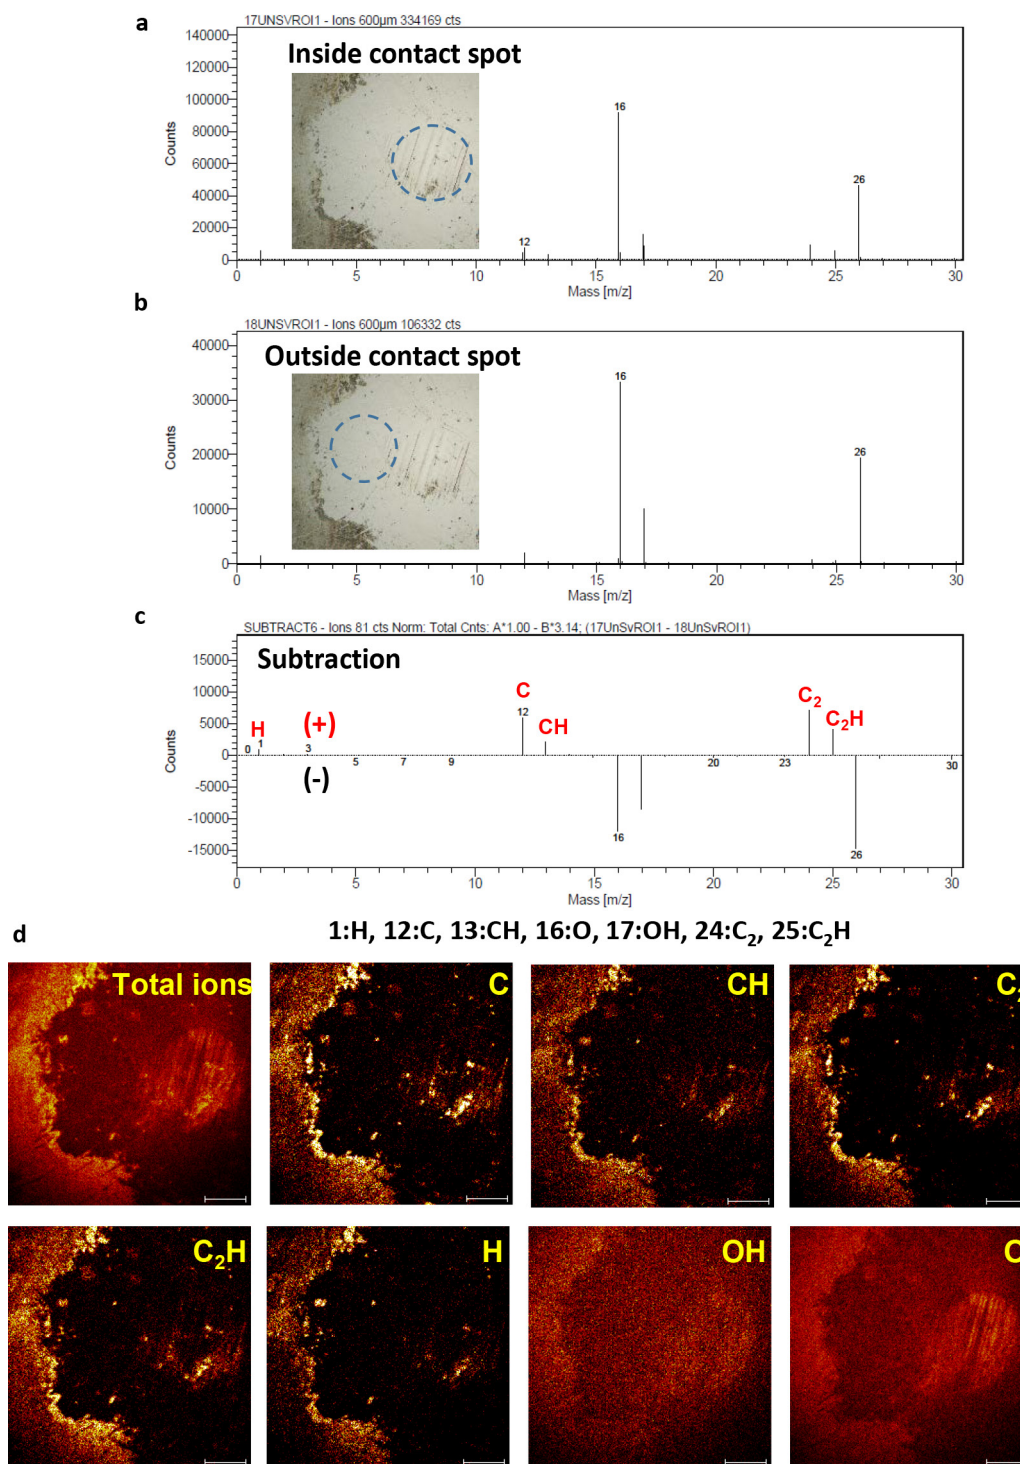 a
17UNSVROI1 - Ions 600µm 334169 cts
Inside contact spot
140000
120000
100000
80000
60000
40000
20000
0
Counts
12
16
26
0 5 10 15 20 25 30
Mass [m/z]
b
18UNSVROI1 - Ions 600µm 106332 cts
Outside contact spot
40000
30000
20000
10000
0
Counts
16
26
0 5 10 15 20 25 30
Mass [m/z]
c
SUBTRACT6 - Ions 81 cts Norm: Total Cnts: A*1.00 - B*3.14; (17UnSvROI1 - 18UnSvROI1)
Subtraction
15000
10000
5000
0
-5000
-10000
-15000
Counts
H (+) C CH C₂ C₂H
0 1 3 12
(-)
5 7 9 20 23 30
16 26
0 5 10 15 20 25 30
Mass [m/z]
d
1:H, 12:C, 13:CH, 16:O, 17:OH, 24:C₂, 25:C₂H
Total ions C CH C₂
C₂H H OH O